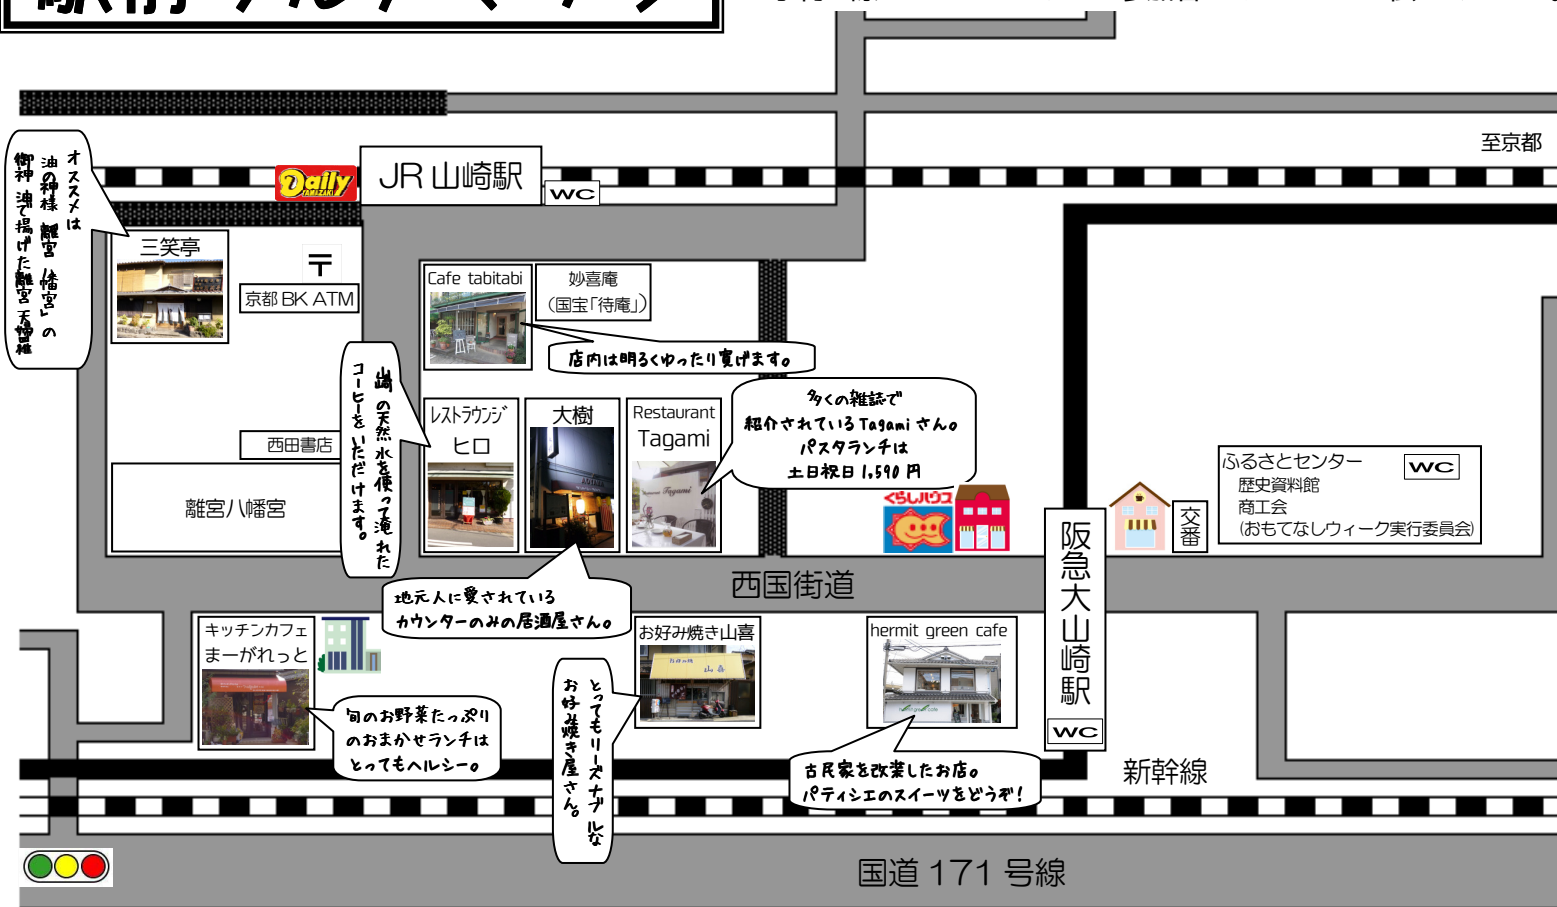 至京都
オススメは
油の神様「離宮八幡宮」の
御神油で揚げた離宮天婦羅
Daily
YAMAZAKI
JR 山崎駅
WC
三笑亭
〒
京都 BK ATM
Cafe tabitabi
妙喜庵
（国宝「待庵」）
店内は明るくゆったり寛げます。
山崎の天然水を使って淹れた
コーヒーをいただけます。
レストラウンジ
ヒロ
大樹
Restaurant
Tagami
多くの雑誌で
紹介されているTagamiさん。
パスタランチは
土日祝日 1,590 円
西田書店
離宮八幡宮
くらしハウス
交番
ふるさとセンター
WC
歴史資料館
商工会
(おもてなしウィーク実行委員会)
阪急大山崎駅
WC
西国街道
地元人に愛されている
カウンターのみの居酒屋さん。
キッチンカフェ
まーがれっと
旬のお野菜たっぷり
のおまかせランチは
とってもヘルシー。
お好み焼き山喜
とってもリーズナブルな
お好み焼き屋さん。
hermit green cafe
古民家を改業したお店。
パティシエのスイーツをどうぞ！
新幹線
国道 171 号線